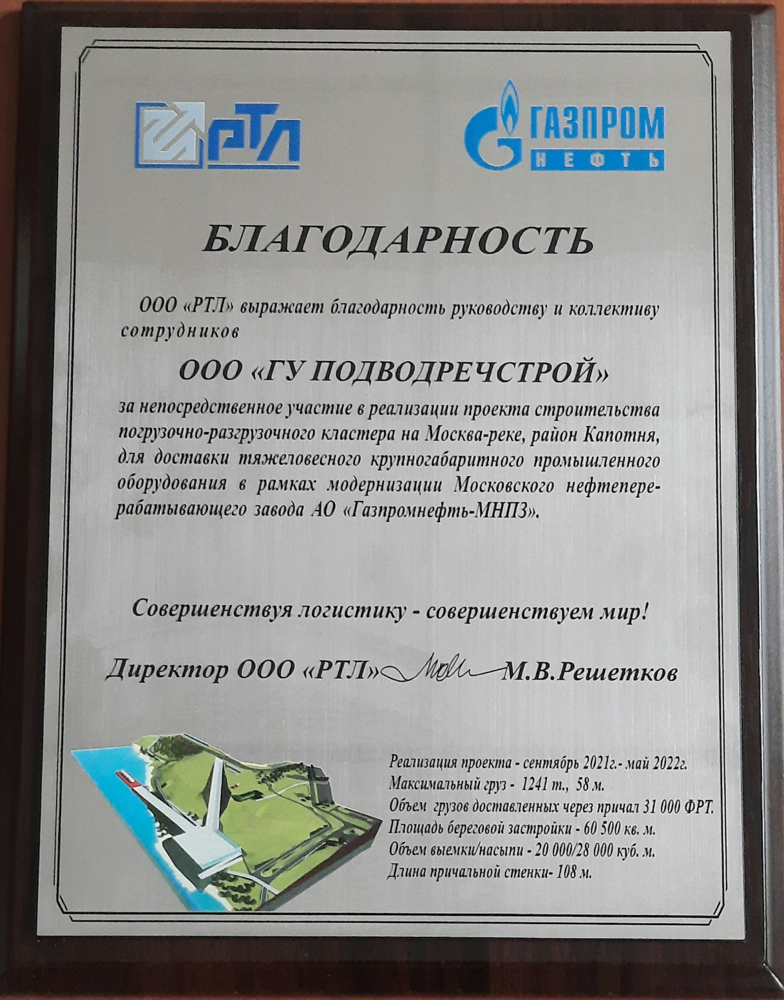 РТЛ
ГАЗПРОМ
НЕФТЬ
БЛАГОДАРНОСТЬ
ООО «РТЛ» выражает благодарность руководству и коллективу
сотрудников
ООО «ГУ ПОДВОДРЕЧСТРОЙ»
за непосредственное участие в реализации проекта строительства
погрузочно-разгрузочного кластера на Москва-реке, район Капотня,
для доставки тяжеловесного крупногабаритного промышленного
оборудования в рамках модернизации Московского нефтепере-
рабатывающего завода АО «Газпромнефть-МНПЗ».
Совершенствуя логистику - совершенствуем мир!
Директор ООО «РТЛ» М.В.Решетков
Реализация проекта - сентябрь 2021г.- май 2022г.
Максимальный груз - 1241 т., 58 м.
Объем грузов доставленных через причал 31 000 ФРТ.
Площадь береговой застройки - 60 500 кв. м.
Объем выемки/насыпи - 20 000/28 000 куб. м.
Длина причальной стенки- 108 м.